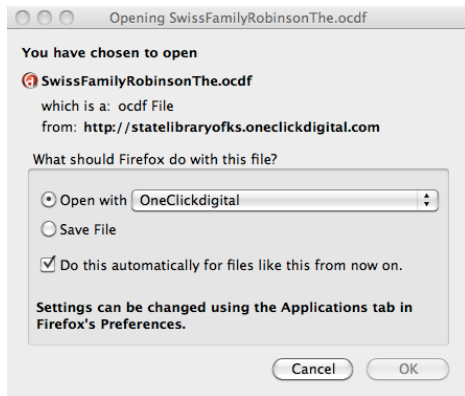 Opening SwissFamilyRobinsonThe.ocdf
You have chosen to open
SwissFamilyRobinsonThe.ocdf
which is a: ocdf File
from: http://statelibraryofks.oneclickdigital.com
What should Firefox do with this file?
Open with OneClickdigital
Save File
Do this automatically for files like this from now on.
Settings can be changed using the Applications tab in
Firefox's Preferences.
Cancel OK